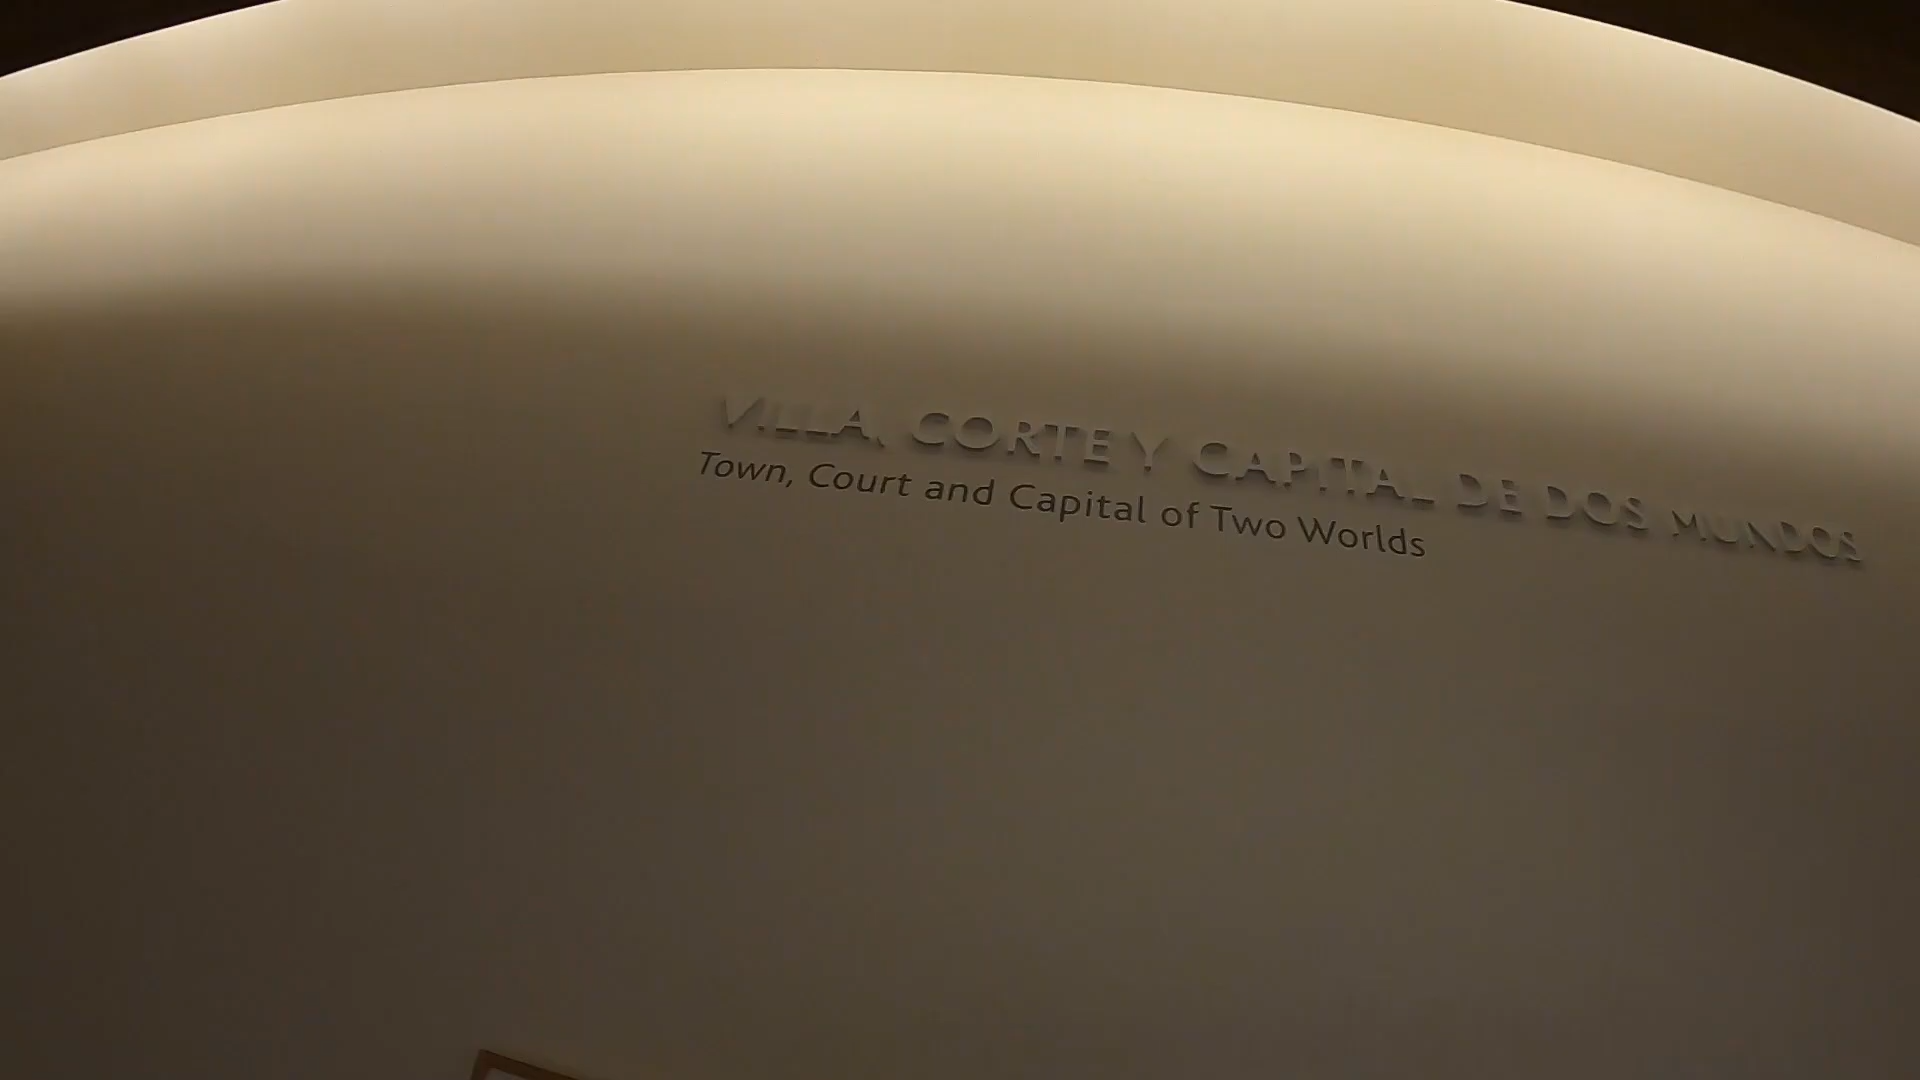 VILLA, CORTE Y CAPITAL DE DOS MUNDOS
Town, Court and Capital of Two Worlds